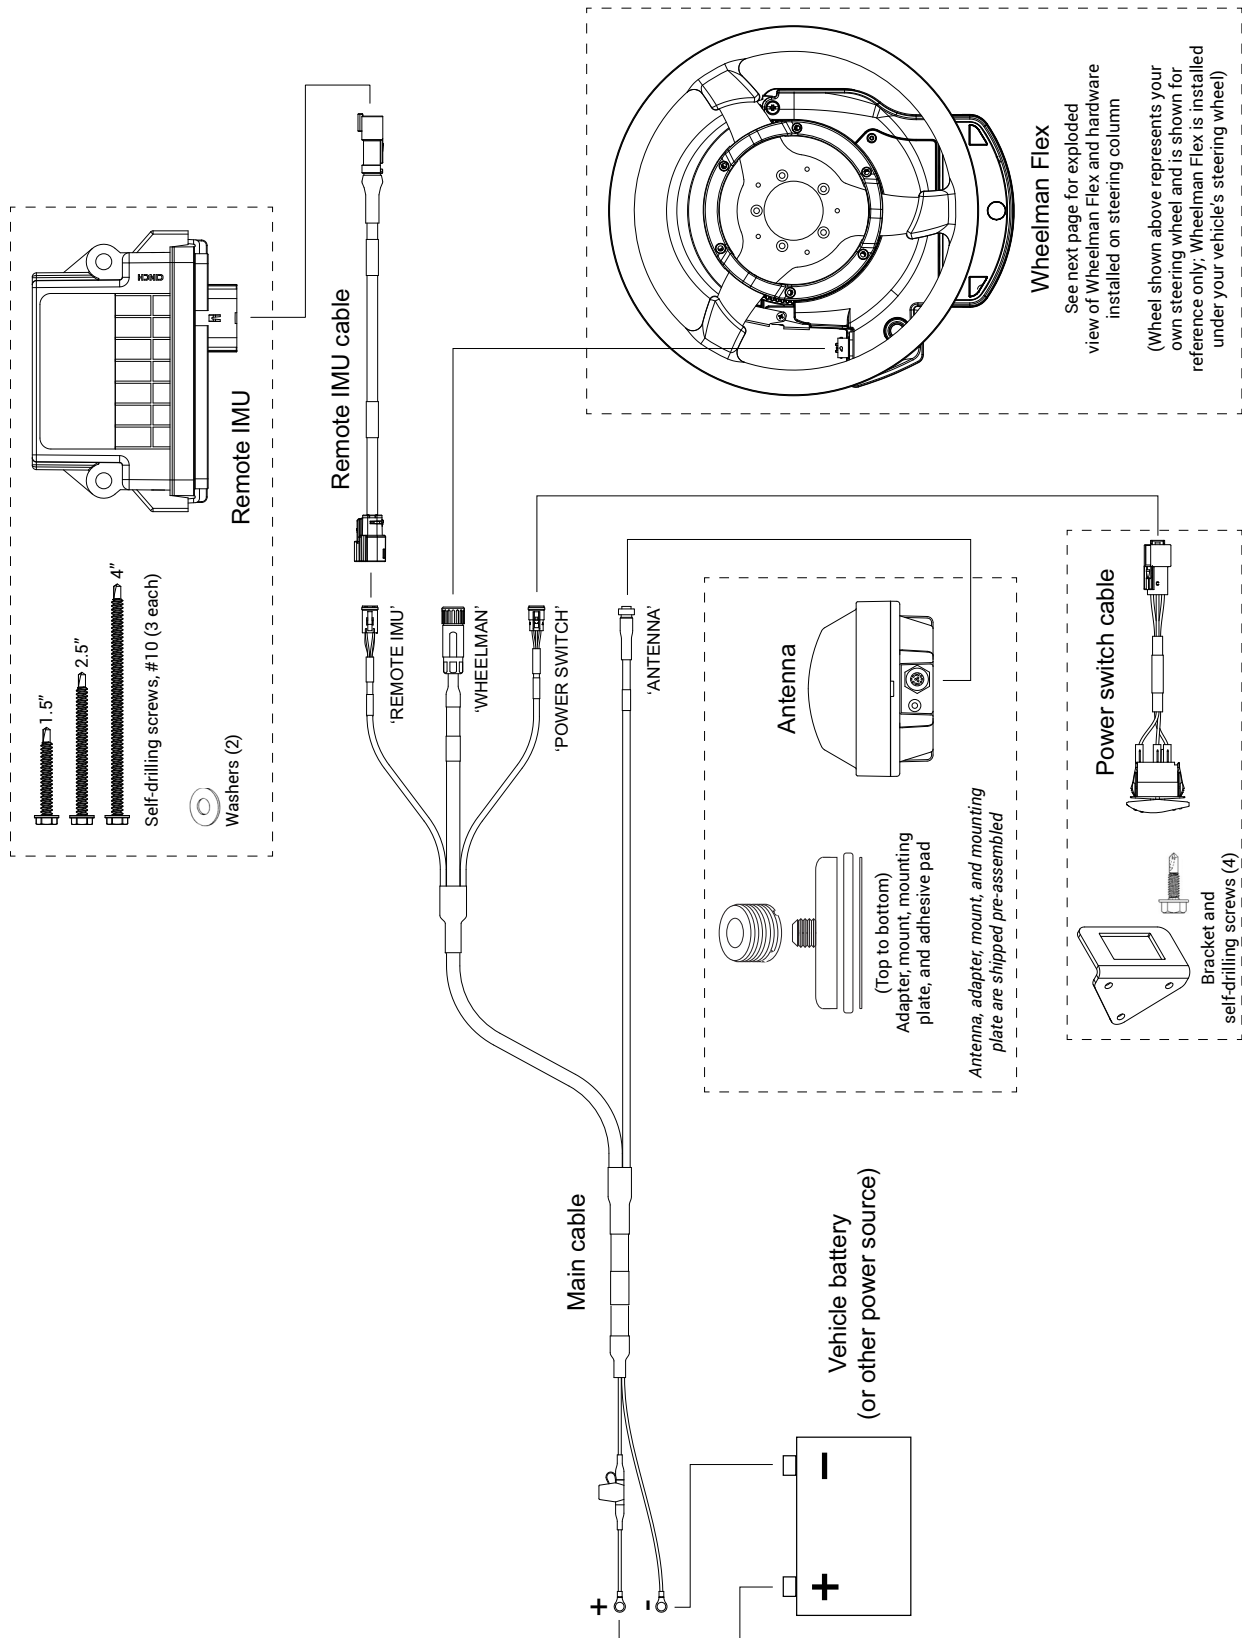 Vehicle battery
(or other power source)
+
-
+
-
Main cable
Remote IMU cable
'REMOTE IMU'
'WHEELMAN'
'POWER SWITCH'
'ANTENNA'
1.5"
2.5"
4"
Self-drilling screws, #10 (3 each)
Washers (2)
CINCH
Remote IMU
(Top to bottom)
Adapter, mount, mounting
plate, and adhesive pad
Antenna
Antenna, adapter, mount, and mounting
plate are shipped pre-assembled
Bracket and
self-drilling screws (4)
Power switch cable
Wheelman Flex
See next page for exploded
view of Wheelman Flex and hardware
installed on steering column
(Wheel shown above represents your
own steering wheel and is shown for
reference only; Wheelman Flex is installed
under your vehicle's steering wheel)